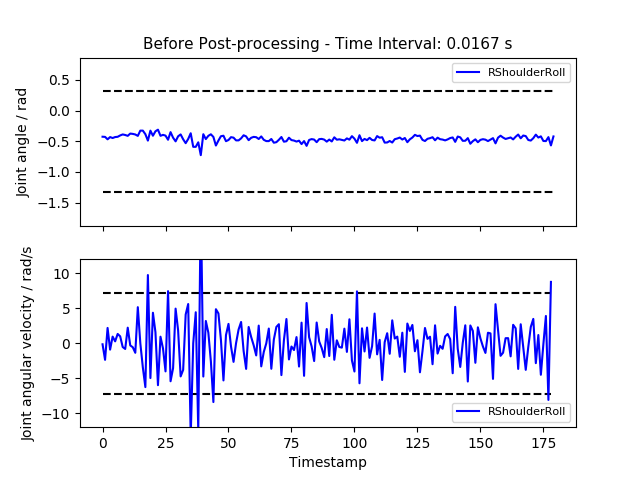 Before Post-processing - Time Interval: 0.0167 s
Joint angle / rad
0.5
0.0
−0.5
−1.0
−1.5
RShoulderRoll
Joint angular velocity / rad/s
10
5
0
−5
−10
RShoulderRoll
0 25 50 75 100 125 150 175
Timestamp